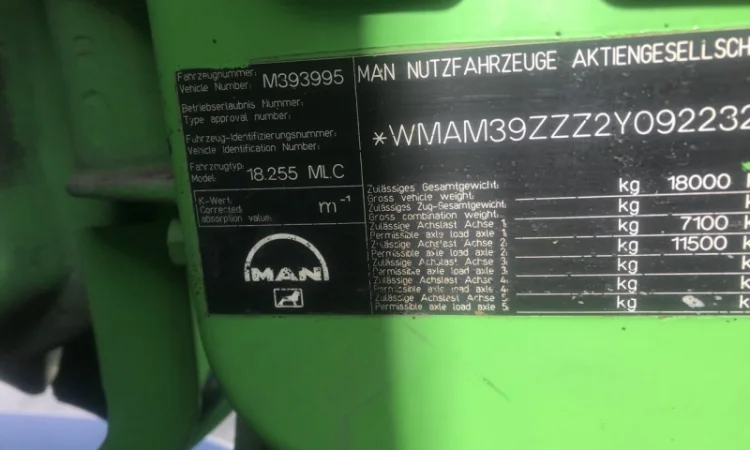 Fahrzeugnummer:
Vehicle Number: M393995
MAN NUTZFAHRZEUGE AKTIENGESELLSCH
Betriebserlaubnis Nummer:
Type approval number:
Fahrzeug-Identifizierungsnummer:
Vehicle Identification Number:
*WMAM39ZZZ2Y092232
Fahrzeugtyp:
Model: 18.255 MLC
K-Wert:
Corrected
absorption value: m⁻¹
MAN
Zulässiges Gesamtgewicht:
Gross vehicle weight: kg 18000
Zulässiges Zug-Gesamtgewicht:
Gross combination weight: kg
Zulässige Achslast Achse 1:
Permissible axle load axle 1: kg 7100
Zulässige Achslast Achse 2:
Permissible axle load axle 2: kg 11500
Zulässige Achslast Achse 3:
Permissible axle load axle 3: kg
Zulässige Achslast Achse 4:
Permissible axle load axle 4: kg
Zulässige Achslast Achse 5:
Permissible axle load axle 5: kg